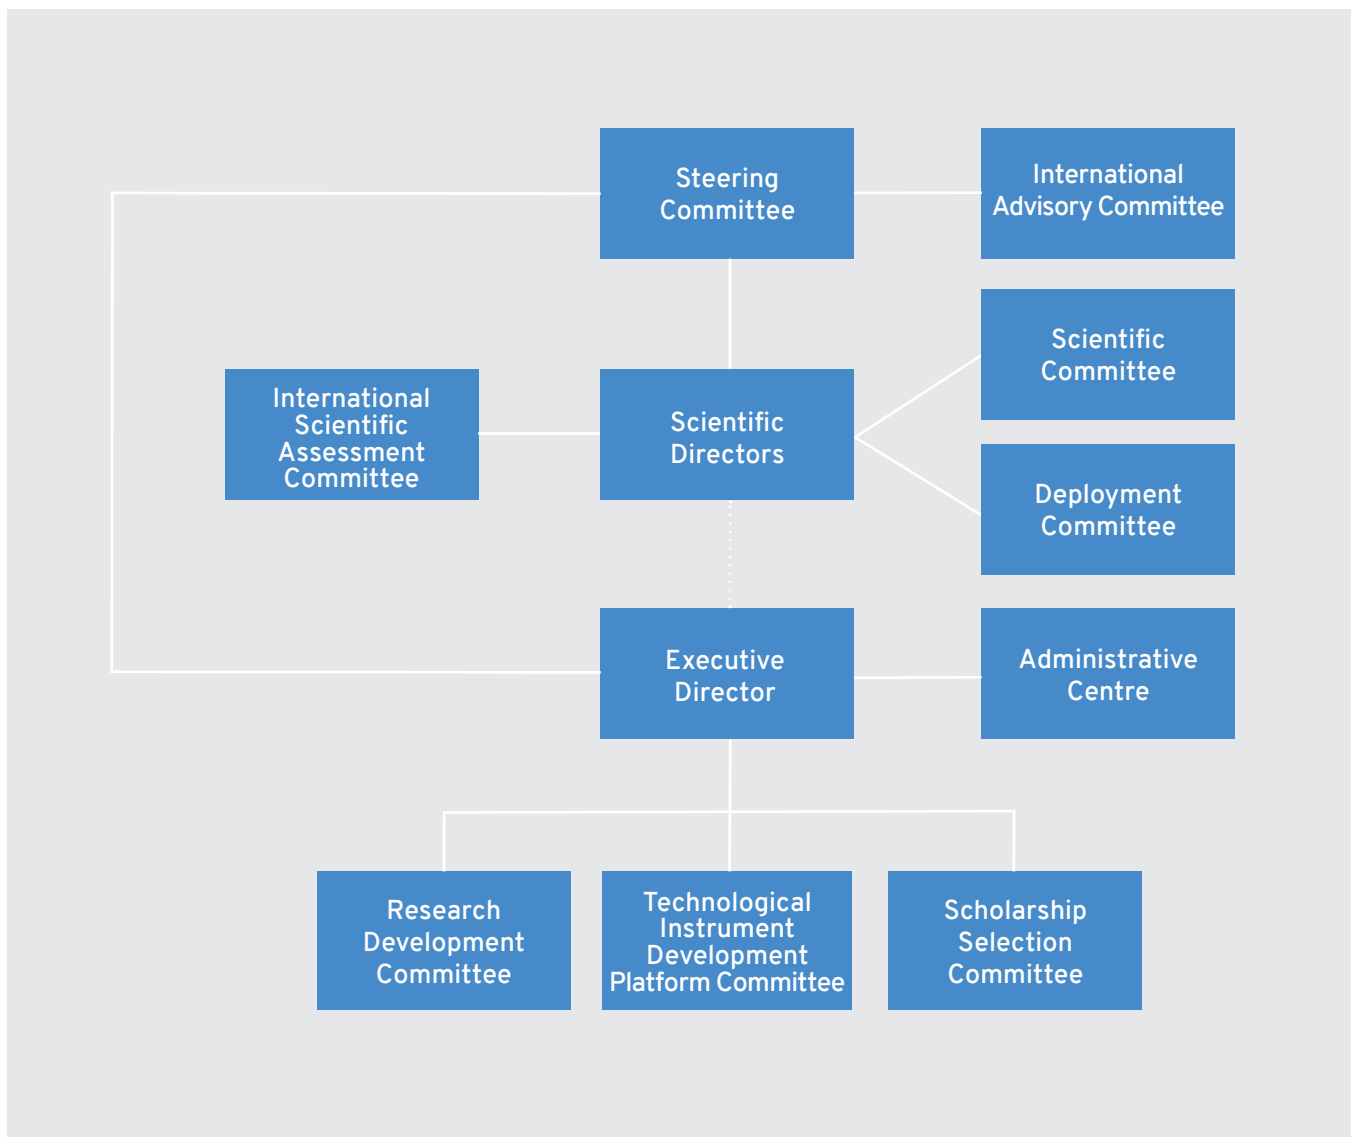 Steering
Committee
International
Advisory Committee
Scientific
Committee
International
Scientific
Assessment
Committee
Scientific
Directors
Deployment
Committee
Executive
Director
Administrative
Centre
Research
Development
Committee
Technological
Instrument
Development
Platform Committee
Scholarship
Selection
Committee